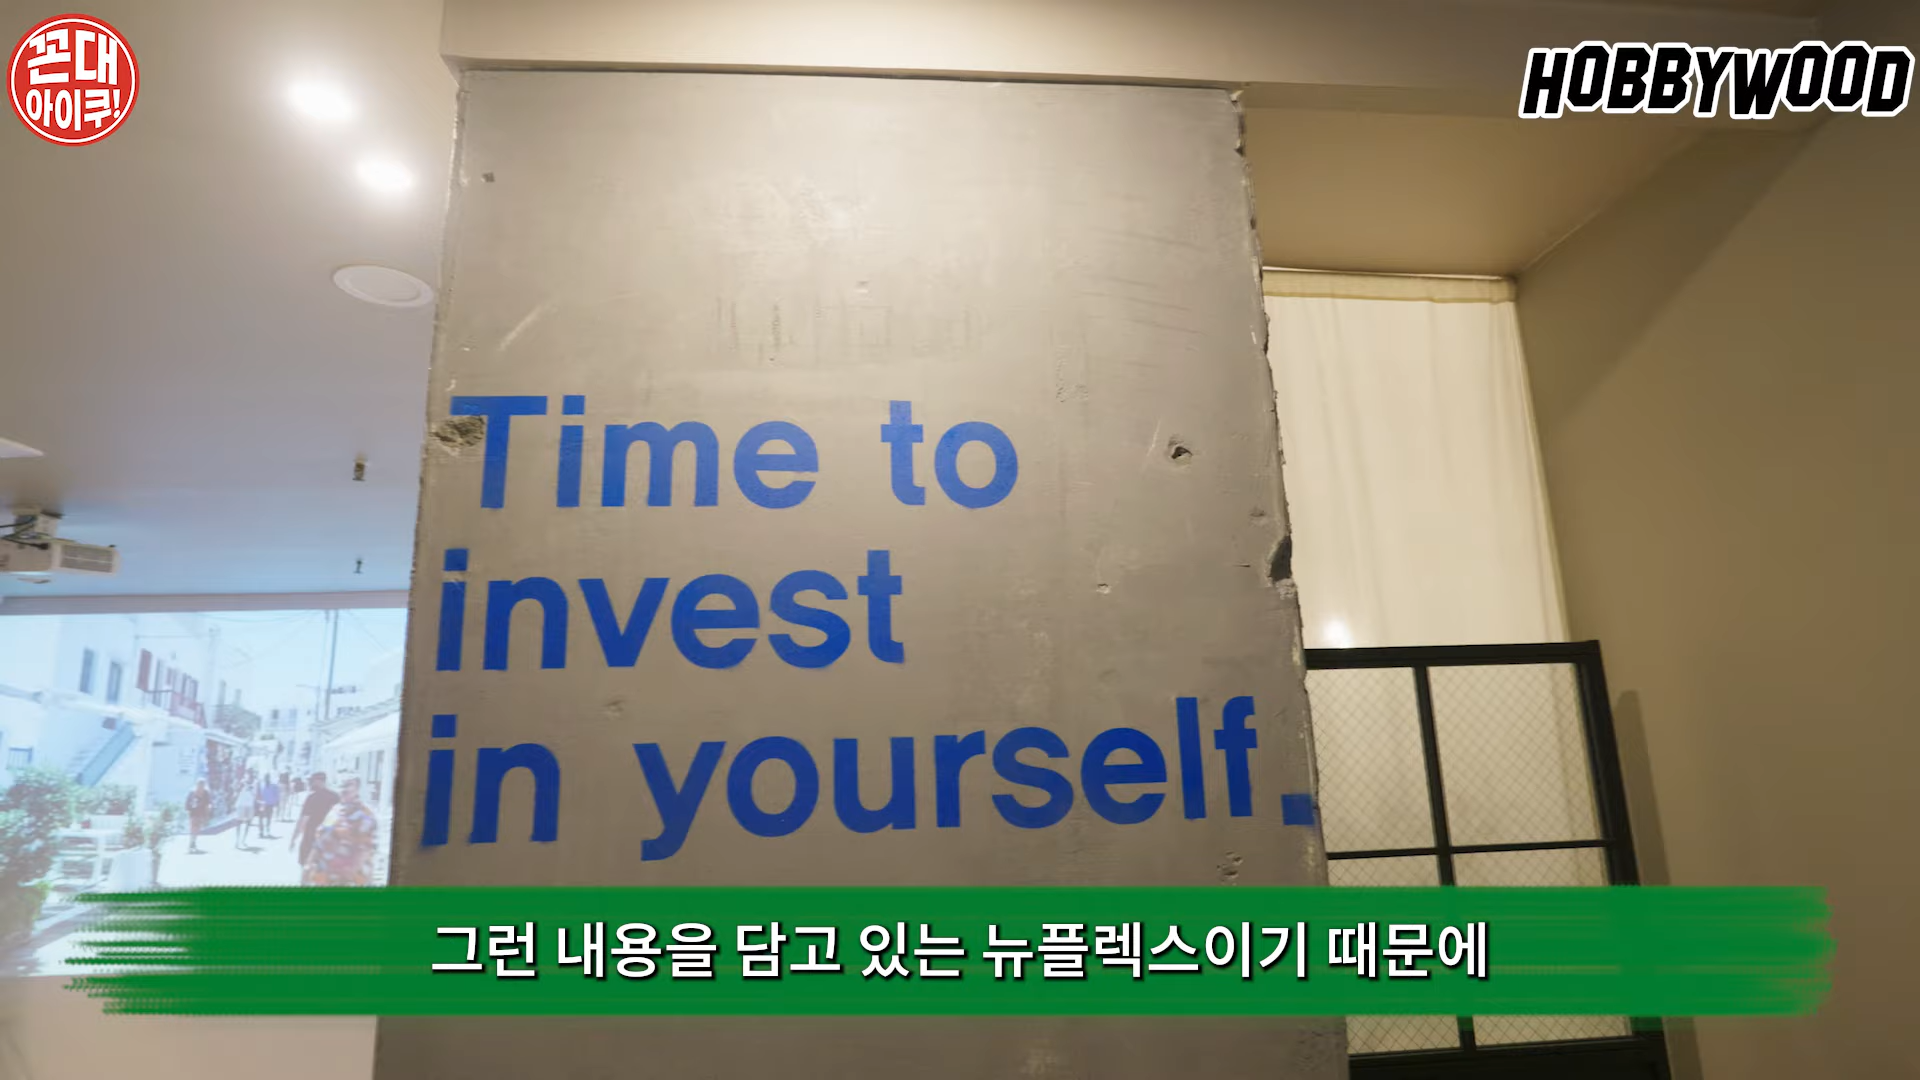 꼰대
아이쿠!
HOBBYWOOD
Time to
invest
in yourself.
그런 내용을 담고 있는 뉴플렉스이기 때문에